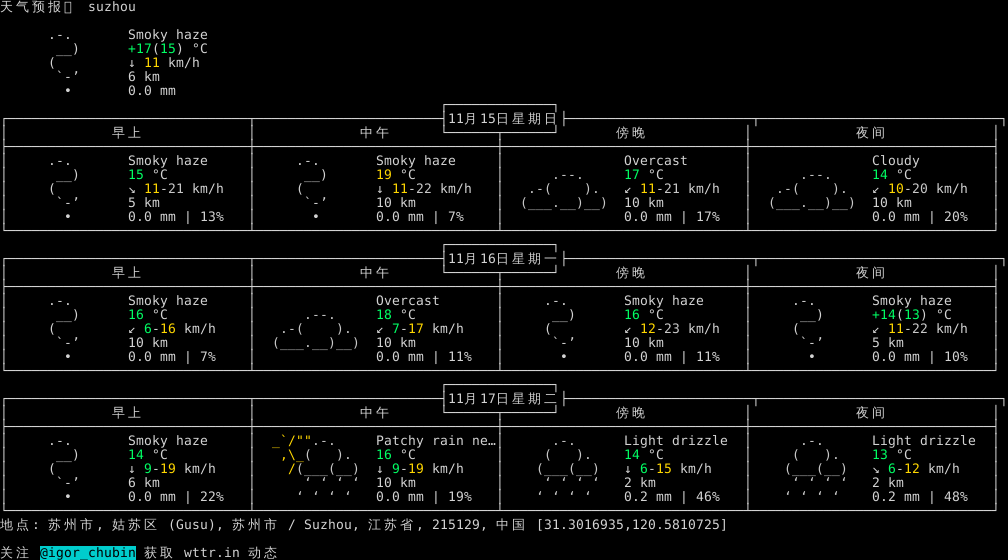 天气预报： suzhou
Smoky haze
+17(15) °C
↓ 11 km/h
6 km
0.0 mm
11月15日星期日
早上 中午 傍晚 夜间
Smoky haze Smoky haze Overcast Cloudy
15 °C 19 °C 17 °C 14 °C
↘ 11-21 km/h ↓ 11-22 km/h ↙ 11-21 km/h ↙ 10-20 km/h
5 km 10 km 10 km 10 km
0.0 mm | 13% 0.0 mm | 7% 0.0 mm | 17% 0.0 mm | 20%
11月16日星期一
早上 中午 傍晚 夜间
Smoky haze Overcast Smoky haze Smoky haze
16 °C 18 °C 16 °C +14(13) °C
↙ 6-16 km/h ↙ 7-17 km/h ↙ 12-23 km/h ↙ 11-22 km/h
10 km 10 km 10 km 5 km
0.0 mm | 7% 0.0 mm | 11% 0.0 mm | 11% 0.0 mm | 10%
11月17日星期二
早上 中午 傍晚 夜间
Smoky haze Patchy rain ne… Light drizzle Light drizzle
14 °C 16 °C 14 °C 13 °C
↓ 9-19 km/h ↓ 9-19 km/h ↓ 6-15 km/h ↘ 6-12 km/h
6 km 10 km 2 km 2 km
0.0 mm | 22% 0.0 mm | 19% 0.2 mm | 46% 0.2 mm | 48%
地点: 苏州市, 姑苏区 (Gusu), 苏州市 / Suzhou, 江苏省, 215129, 中国 [31.3016935,120.5810725]
关注 @igor_chubin 获取 wttr.in 动态